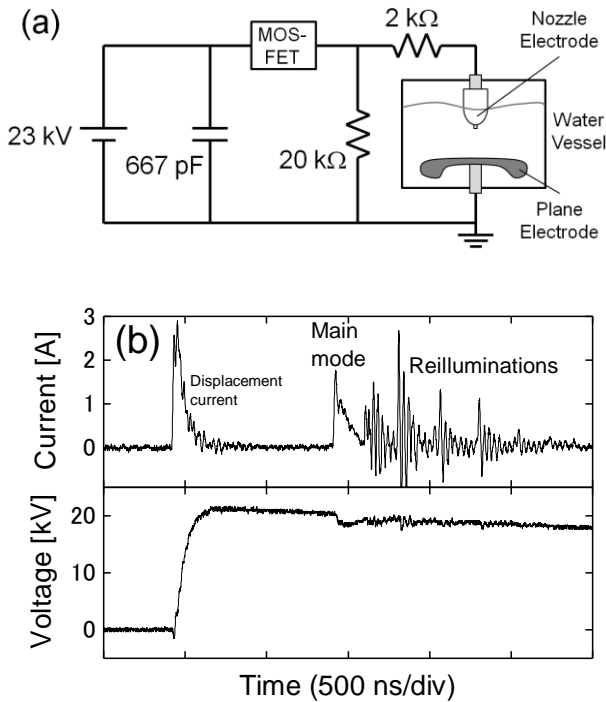 (a)
MOS-
FET
2 kΩ
Nozzle
Electrode
23 kV
667 pF
20 kΩ
Water
Vessel
Plane
Electrode
(b)
Main
mode
Reilluminations
Displacement
current
Current [A]
3
2
1
0
Voltage [kV]
20
10
0
Time (500 ns/div)